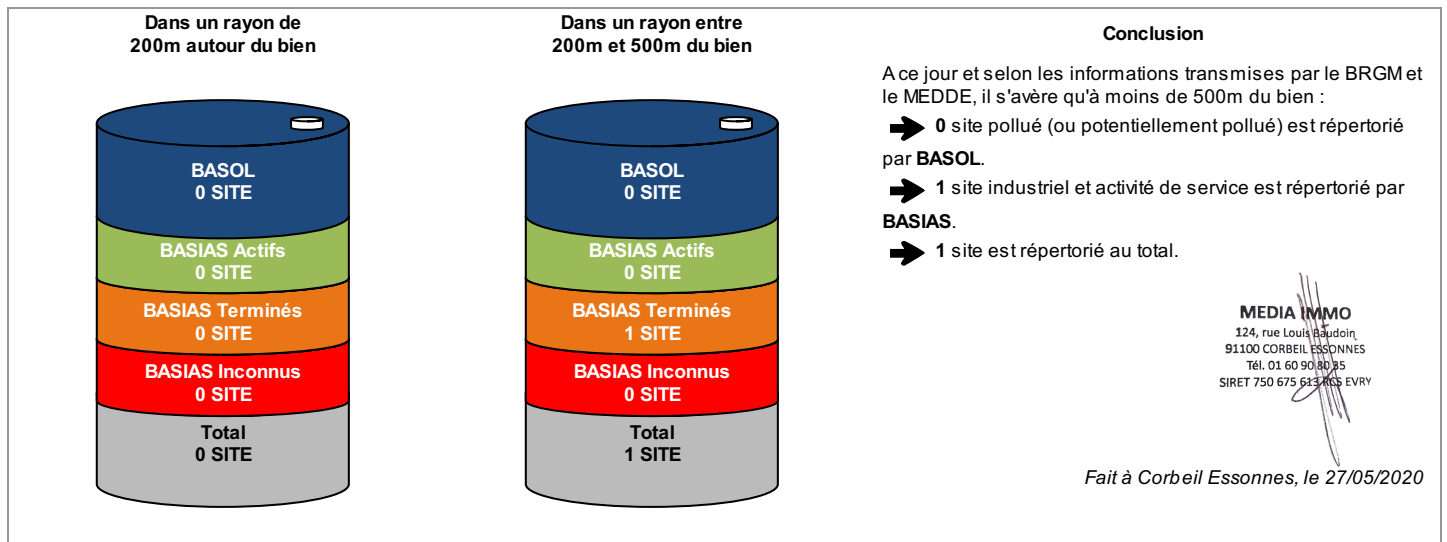 Dans un rayon de
200m autour du bien
BASOL
0 SITE
BASIAS Actifs
0 SITE
BASIAS Terminés
0 SITE
BASIAS Inconnus
0 SITE
Total
0 SITE
Dans un rayon entre
200m et 500m du bien
BASOL
0 SITE
BASIAS Actifs
0 SITE
BASIAS Terminés
1 SITE
BASIAS Inconnus
0 SITE
Total
1 SITE
Conclusion
A ce jour et selon les informations transmises par le BRGM et
le MEDDE, il s'avère qu'à moins de 500m du bien :
0 site pollué (ou potentiellement pollué) est répertorié
par BASOL.
1 site industriel et activité de service est répertorié par
BASIAS.
1 site est répertorié au total.
MEDIA IMMO
124, rue Louis Baudoin
91100 CORBEIL ESSONNES
Tél. 01 60 90 80 85
SIRET 750 675 613 RCS EVRY
Fait à Corbeil Essonnes, le 27/05/2020